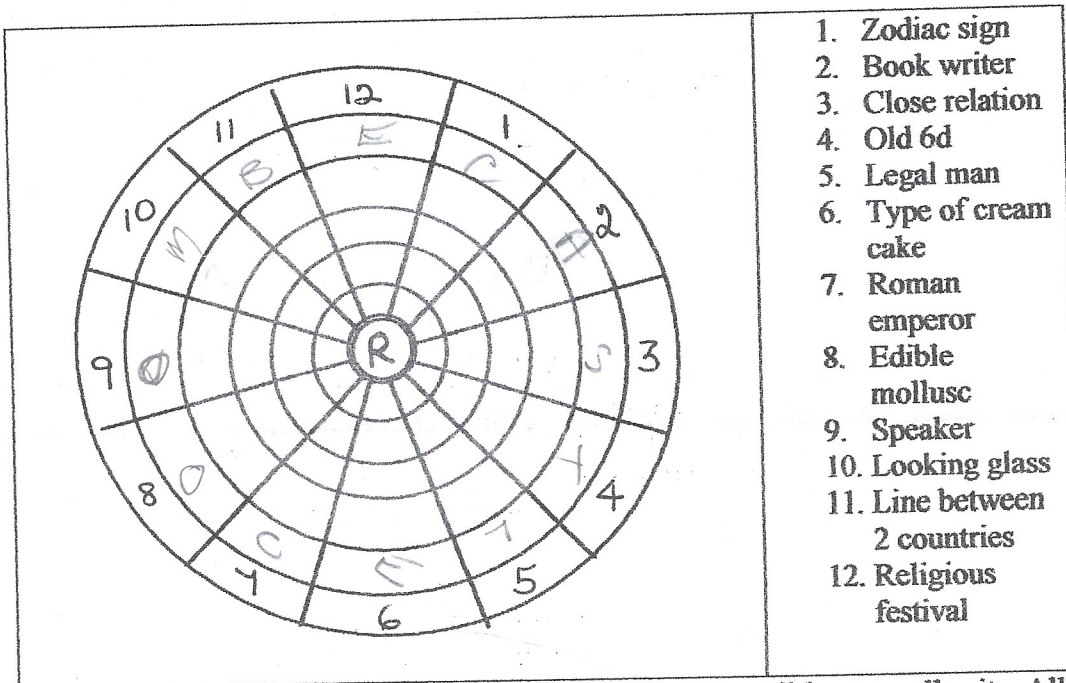 12
11
1.
10
2
9
3
8
4
7
5
6
E
B
C
M
A
O
S
O
T
C
T
E
R
1. Zodiac sign
2. Book writer
3. Close relation
4. Old 6d
5. Legal man
6. Type of cream
cake
7. Roman
emperor
8. Edible
mollusc
9. Speaker
10. Looking glass
11. Line between
2 countries
12. Religious
festival